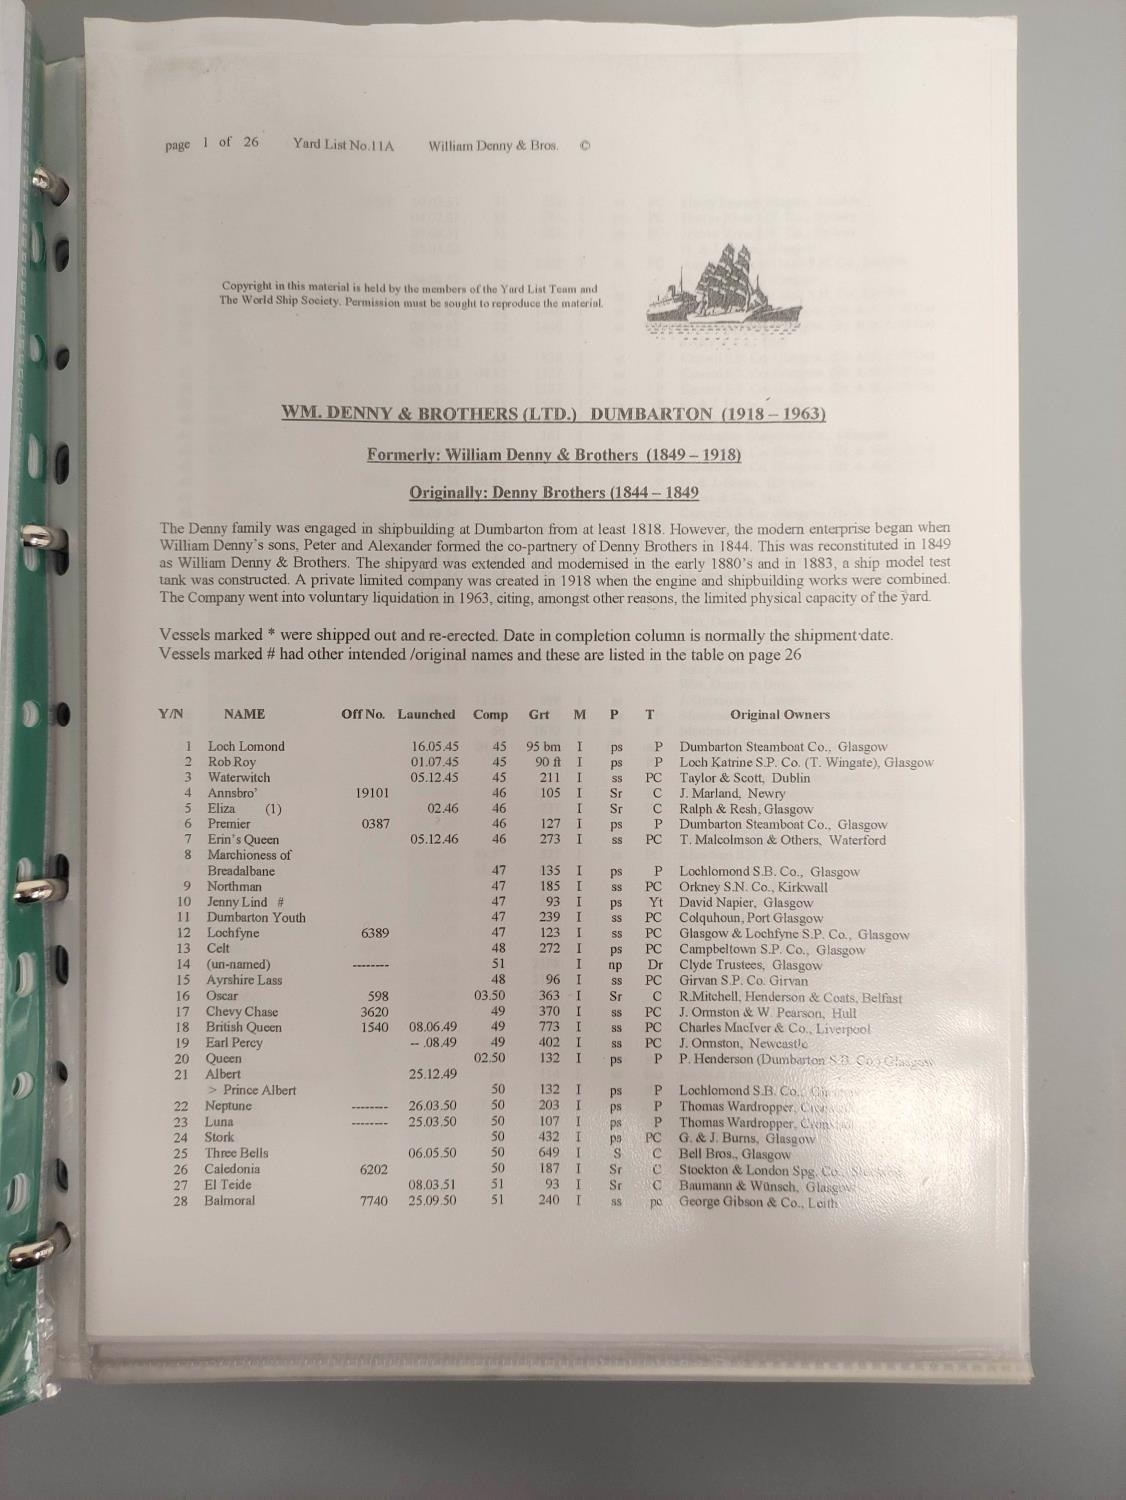 page 1 of 26 Yard List No.11A William Denny & Bros. ©
Copyright in this material is held by the members of the Yard List Team and
The World Ship Society. Permission must be sought to reproduce the material.
WM. DENNY & BROTHERS (LTD.) DUMBARTON (1918 – 1963)
Formerly: William Denny & Brothers (1849 – 1918)
Originally: Denny Brothers (1844 – 1849
The Denny family was engaged in shipbuilding at Dumbarton from at least 1818. However, the modern enterprise began when
William Denny's sons, Peter and Alexander formed the co-partnery of Denny Brothers in 1844. This was reconstituted in 1849
as William Denny & Brothers. The shipyard was extended and modernised in the early 1880's and in 1883, a ship model test
tank was constructed. A private limited company was created in 1918 when the engine and shipbuilding works were combined.
The Company went into voluntary liquidation in 1963, citing, amongst other reasons, the limited physical capacity of the yard.
Vessels marked * were shipped out and re-erected. Date in completion column is normally the shipment date.
Vessels marked # had other intended /original names and these are listed in the table on page 26
Y/N NAME Off No. Launched Comp Grt M P T Original Owners
1 Loch Lomond 16.05.45 45 95 bm I ps P Dumbarton Steamboat Co., Glasgow
2 Rob Roy 01.07.45 45 90 ft I ps P Loch Katrine S.P. Co. (T. Wingate), Glasgow
3 Waterwitch 05.12.45 45 211 I ss PC Taylor & Scott, Dublin
4 Annsbro' 19101 46 105 I Sr C J. Marland, Newry
5 Eliza (1) 02.46 46 I Sr C Ralph & Resh, Glasgow
6 Premier 0387 46 127 I ps P Dumbarton Steamboat Co., Glasgow
7 Erin's Queen 05.12.46 46 273 I ss PC T. Malcolmson & Others, Waterford
8 Marchioness of
Breadalbane 47 135 I ps P Lochlomond S.B. Co., Glasgow
9 Northman 47 185 I ss PC Orkney S.N. Co., Kirkwall
10 Jenny Lind # 47 93 I ps Yt David Napier, Glasgow
11 Dumbarton Youth 47 239 I ss PC Colquhoun, Port Glasgow
12 Lochfyne 6389 47 123 I ss PC Glasgow & Lochfyne S.P. Co., Glasgow
13 Celt 48 272 I ps PC Campbeltown S.P. Co., Glasgow
14 (un-named) -------- 51 I np Dr Clyde Trustees, Glasgow
15 Ayrshire Lass 48 96 I ss PC Girvan S.P. Co. Girvan
16 Oscar 598 03.50 363 I Sr C R.Mitchell, Henderson & Coats, Belfast
17 Chevy Chase 3620 49 370 I ss PC J. Ormston & W. Pearson, Hull
18 British Queen 1540 08.06.49 49 773 I ss PC Charles MacIver & Co., Liverpool
19 Earl Percy -- .08.49 49 402 I ss PC J. Ormston, Newcastle
20 Queen 02.50 132 I ps P P. Henderson (Dumbarton S.B. Co.) Glasgow
21 Albert 25.12.49
> Prince Albert 50 132 I ps P Lochlomond S.B. Co.,
22 Neptune -------- 26.03.50 50 203 I ps P Thomas Wardropper,
23 Luna -------- 25.03.50 50 107 I ps P Thomas Wardropper,
24 Stork 50 432 I ps PC G. & J. Burns, Glasgow
25 Three Bells 06.05.50 50 649 I S C Bell Bros., Glasgow
26 Caledonia 6202 50 187 I Sr C Stockton & London Spg. Co.,
27 El Teide 08.03.51 51 93 I Sr C Baumann & Wünsch, Glasgow
28 Balmoral 7740 25.09.50 51 240 I ss pc George Gibson & Co., Leith